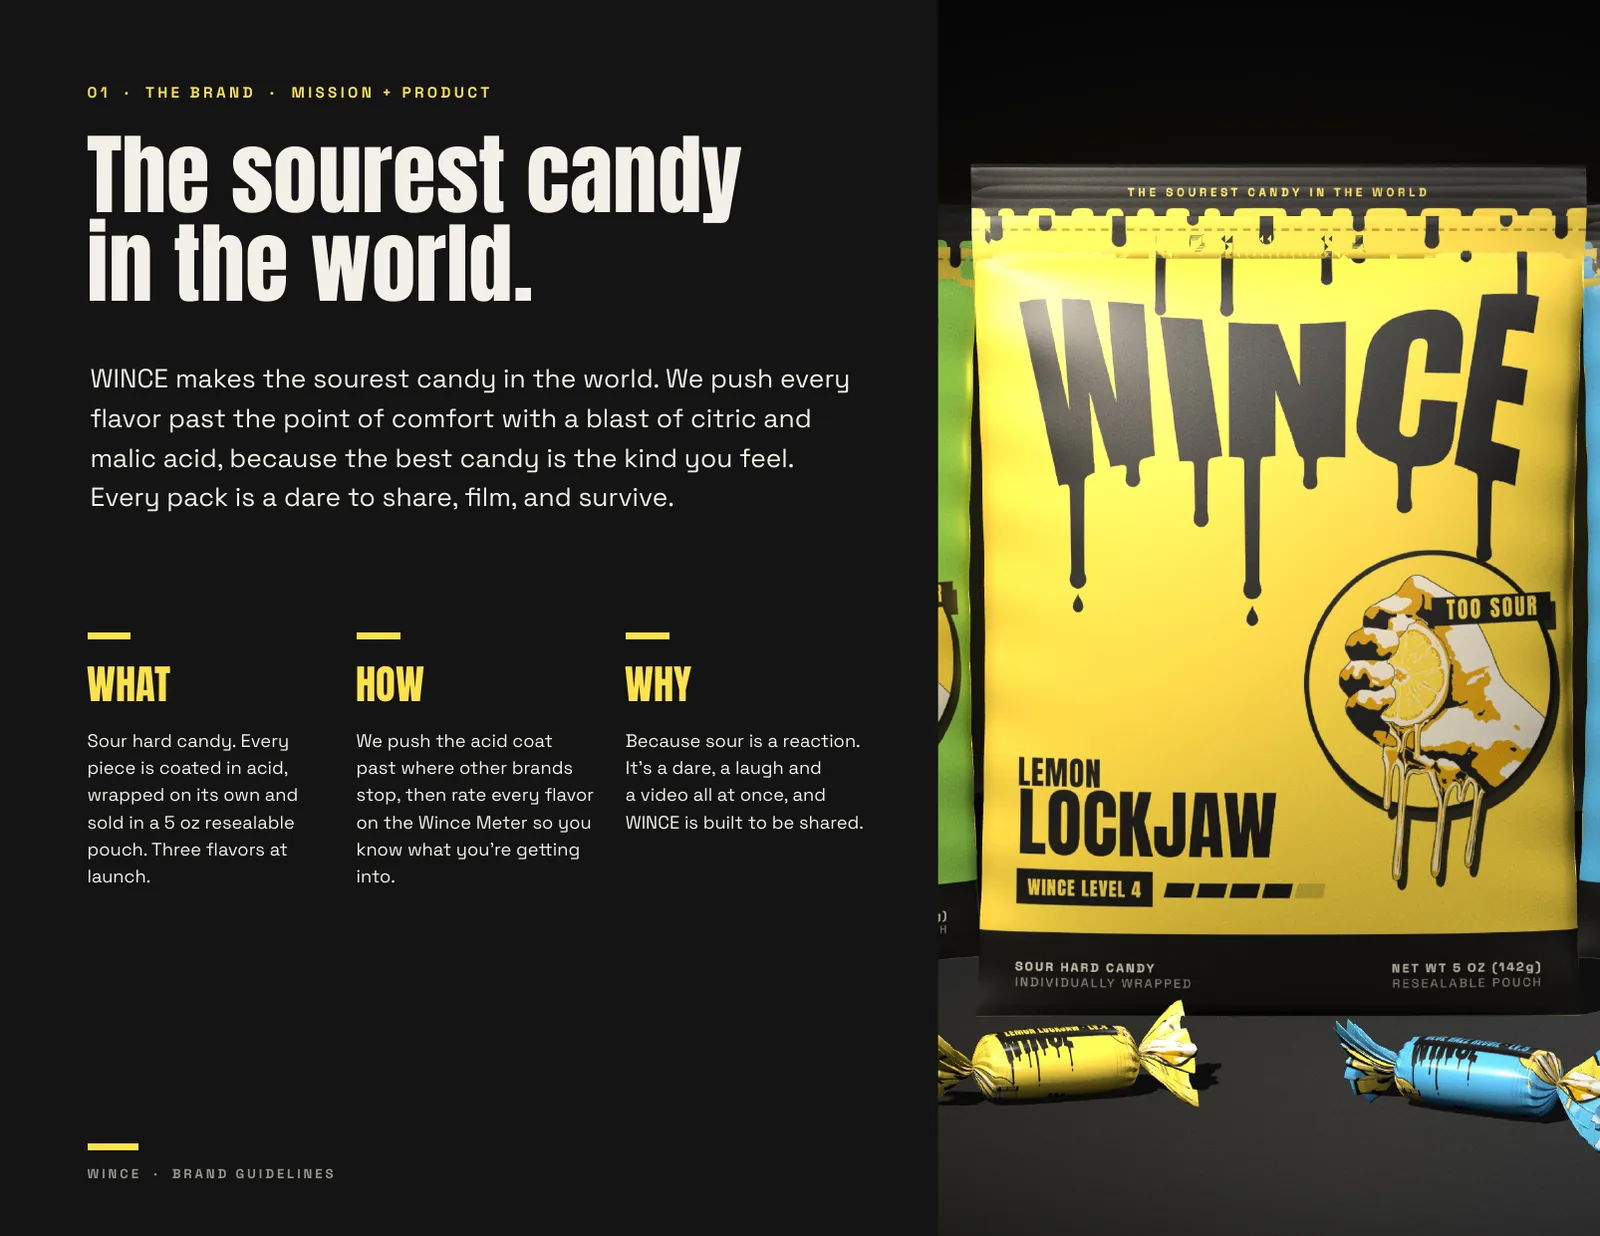 01 · THE BRAND · MISSION + PRODUCT
The sourest candy
in the world.
WINCE makes the sourest candy in the world. We push every
flavor past the point of comfort with a blast of citric and
malic acid, because the best candy is the kind you feel.
Every pack is a dare to share, film, and survive.
WHAT
Sour hard candy. Every
piece is coated in acid,
wrapped on its own and
sold in a 5 oz resealable
pouch. Three flavors at
launch.
HOW
We push the acid coat
past where other brands
stop, then rate every flavor
on the Wince Meter so you
know what you’re getting
into.
WHY
Because sour is a reaction.
It’s a dare, a laugh and
a video all at once, and
WINCE is built to be shared.
WINCE · BRAND GUIDELINES
THE SOUREST CANDY IN THE WORLD
WINCE
TOO SOUR
LEMON
LOCKJAW
WINCE LEVEL 4
SOUR HARD CANDY
INDIVIDUALLY WRAPPED
NET WT 5 OZ (142g)
RESEALABLE POUCH
LEMON LOCKJAW
WINCE
WINCE